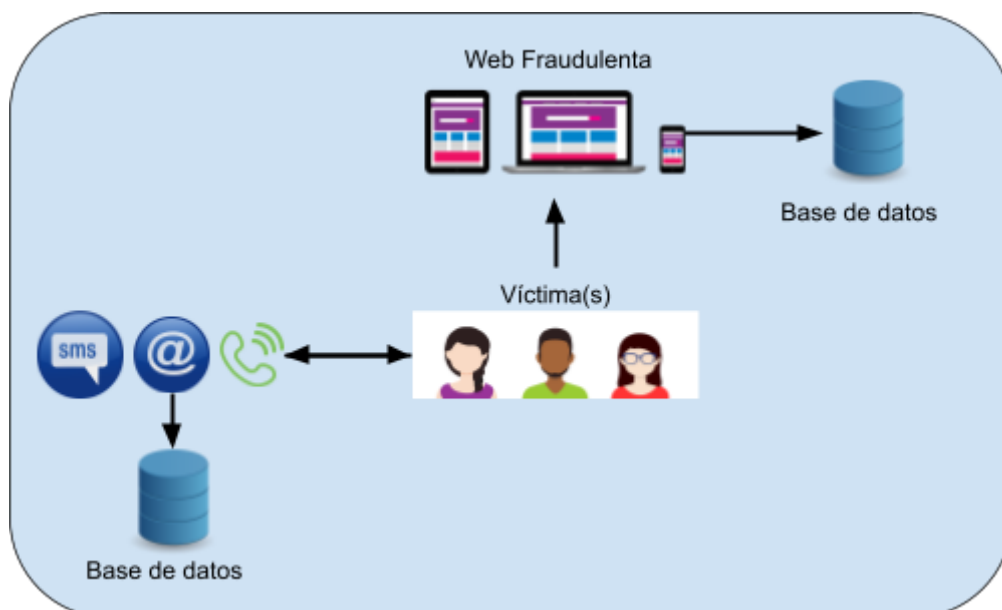 Web Fraudulenta
Base de datos
Víctima(s)
sms
@
Base de datos